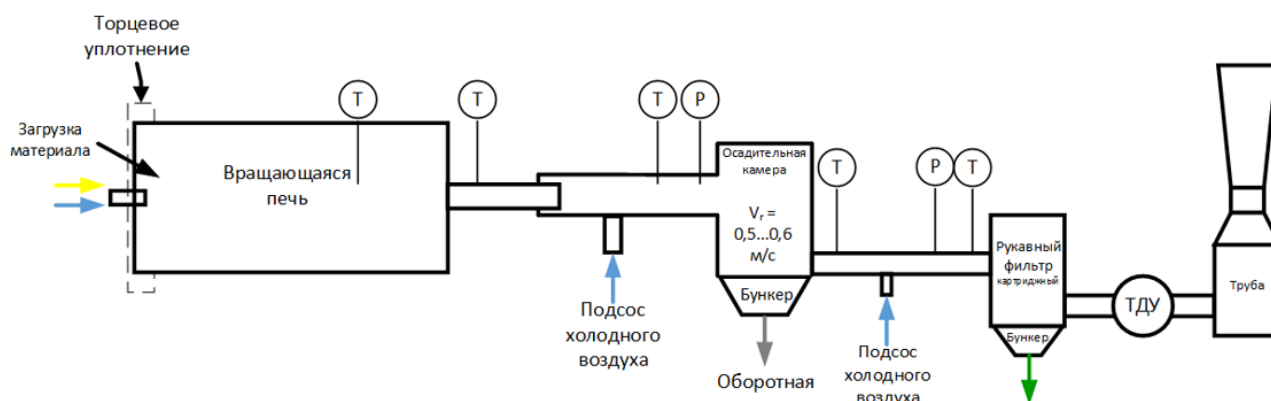 Торцевое
уплотнение
Загрузка
материала
Вращающаяся
печь
Т
Т
Т
Р
Подсос
холодного
воздуха
Осадительная
камера
Vг =
0,5...0,6
м/с
Бункер
Оборотная
Т
Р
Т
Подсос
холодного
воздуха
Рукавный
фильтр
картриджный
Бункер
ТДУ
Труба